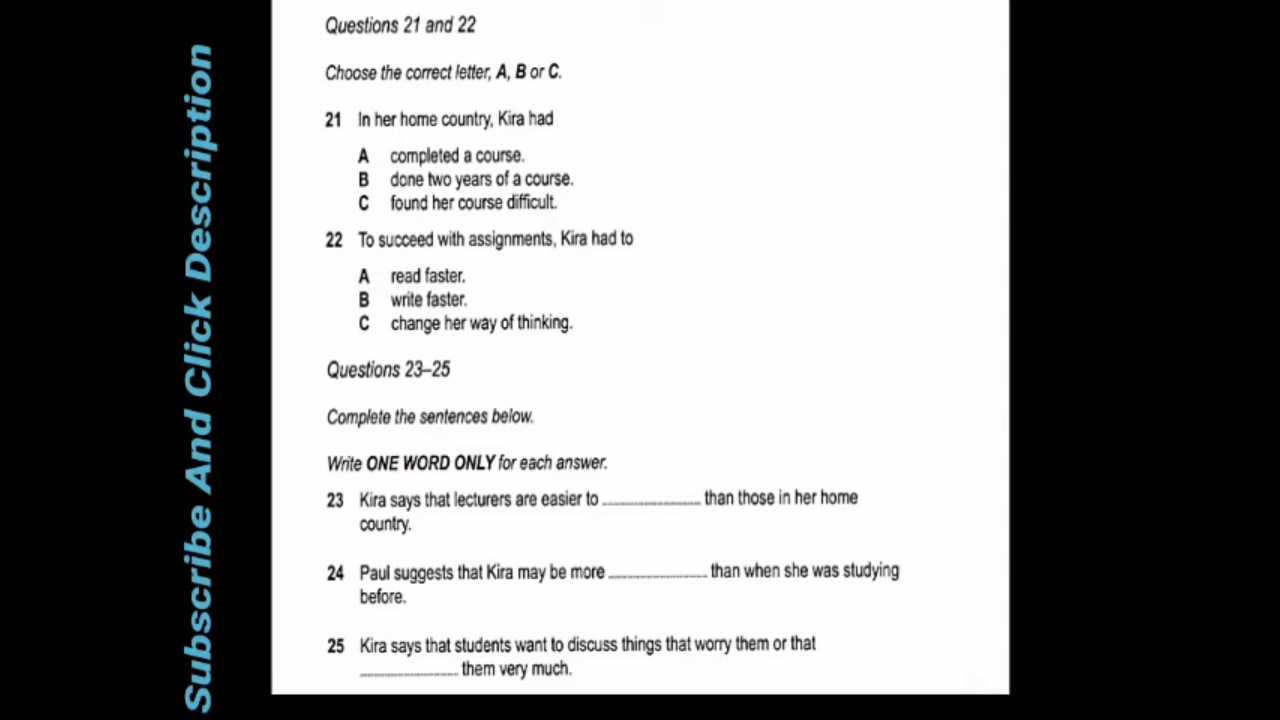 Subscribe And Click Description
Questions 21 and 22
Choose the correct letter, A, B or C.
21 In her home country, Kira had
A completed a course.
B done two years of a course.
C found her course difficult.
22 To succeed with assignments, Kira had to
A read faster.
B write faster.
C change her way of thinking.
Questions 23–25
Complete the sentences below.
Write ONE WORD ONLY for each answer.
23 Kira says that lecturers are easier to .......................... than those in her home
country.
24 Paul suggests that Kira may be more .......................... than when she was studying
before.
25 Kira says that students want to discuss things that worry them or that
.......................... them very much.